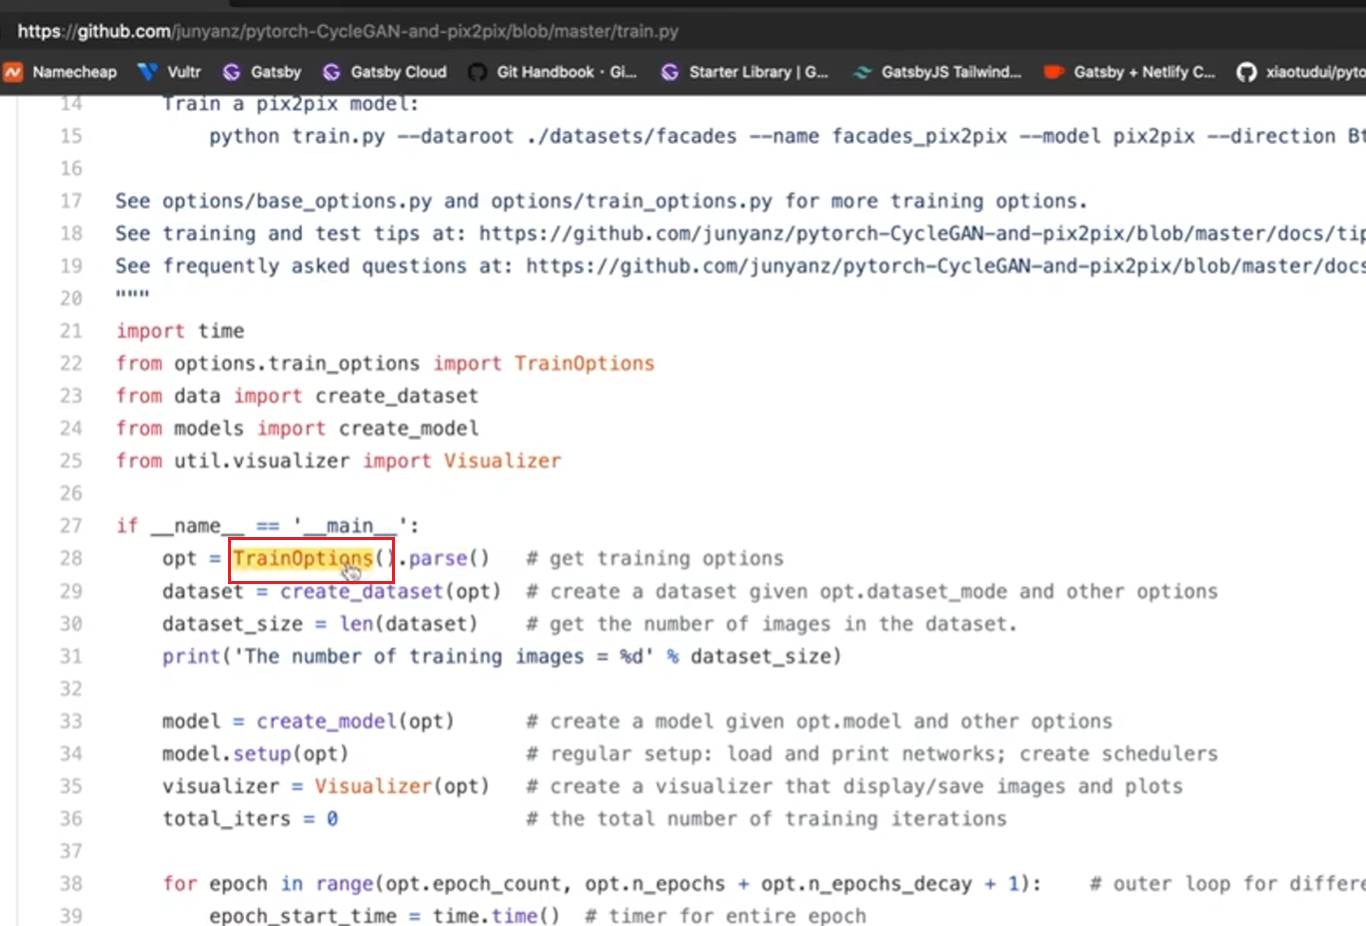 https://github.com/junyanz/pytorch-CycleGAN-and-pix2pix/blob/master/train.py
Namecheap Vultr Gatsby Gatsby Cloud Git Handbook · Gi... Starter Library | G... GatsbyJS Tailwind... Gatsby + Netlify C... xiaotudui/pyto
14 Train a pix2pix model:
15 python train.py --dataroot ./datasets/facades --name facades_pix2pix --model pix2pix --direction Bt
16
17 See options/base_options.py and options/train_options.py for more training options.
18 See training and test tips at: https://github.com/junyanz/pytorch-CycleGAN-and-pix2pix/blob/master/docs/tip
19 See frequently asked questions at: https://github.com/junyanz/pytorch-CycleGAN-and-pix2pix/blob/master/docs
20 """
21 import time
22 from options.train_options import TrainOptions
23 from data import create_dataset
24 from models import create_model
25 from util.visualizer import Visualizer
26
27 if __name__ == '__main__':
28 opt = TrainOptions().parse() # get training options
29 dataset = create_dataset(opt) # create a dataset given opt.dataset_mode and other options
30 dataset_size = len(dataset) # get the number of images in the dataset.
31 print('The number of training images = %d' % dataset_size)
32
33 model = create_model(opt) # create a model given opt.model and other options
34 model.setup(opt) # regular setup: load and print networks; create schedulers
35 visualizer = Visualizer(opt) # create a visualizer that display/save images and plots
36 total_iters = 0 # the total number of training iterations
37
38 for epoch in range(opt.epoch_count, opt.n_epochs + opt.n_epochs_decay + 1): # outer loop for differe
39 epoch_start_time = time.time() # timer for entire epoch